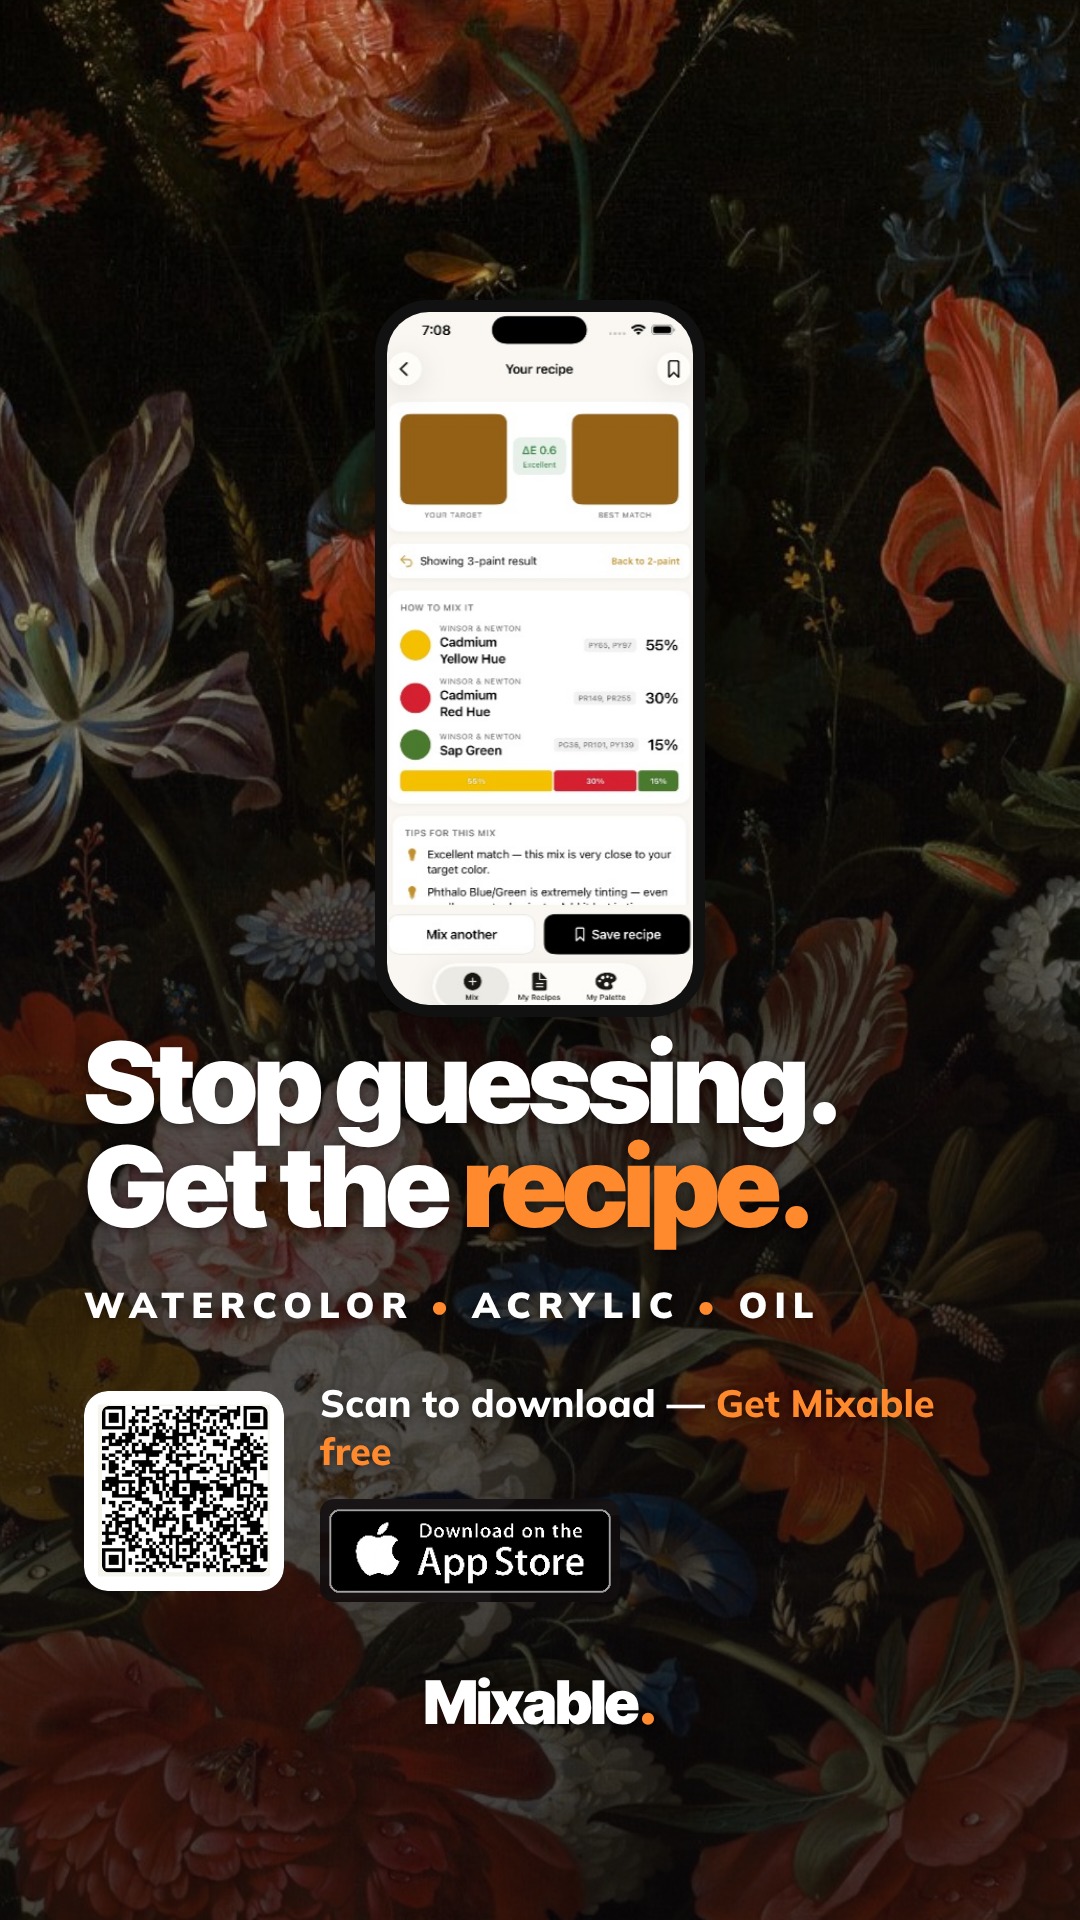 7:08
Your recipe
ΔE 0.6
Excellent
YOUR TARGET
BEST MATCH
Showing 3-paint result
Back to 2-paint
HOW TO MIX IT
WINSOR & NEWTON
Cadmium
Yellow Hue
PY65, PY97
55%
WINSOR & NEWTON
Cadmium
Red Hue
PR149, PR255
30%
WINSOR & NEWTON
Sap Green
PG36, PR101, PY139
15%
55%
30%
15%
TIPS FOR THIS MIX
Excellent match — this mix is very close to your
target color.
Phthalo Blue/Green is extremely tinting — even
Mix another
Save recipe
Mix
My Recipes
My Palette
Stop guessing.
Get the recipe.
WATERCOLOR • ACRYLIC • OIL
Scan to download — Get Mixable
free
Download on the
App Store
Mixable.